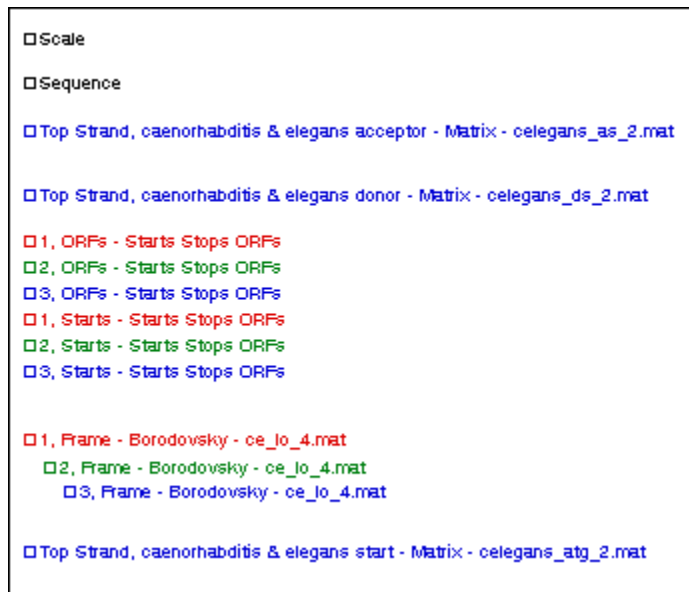 Scale
Sequence
Top Strand, caenorhabditis & elegans acceptor - Matrix - celegans_as_2.mat
Top Strand, caenorhabditis & elegans donor - Matrix - celegans_ds_2.mat
1, ORFs - Starts Stops ORFs
2, ORFs - Starts Stops ORFs
3, ORFs - Starts Stops ORFs
1, Starts - Starts Stops ORFs
2, Starts - Starts Stops ORFs
3, Starts - Starts Stops ORFs
1, Frame - Borodovsky - ce_lo_4.mat
2, Frame - Borodovsky - ce_lo_4.mat
3, Frame - Borodovsky - ce_lo_4.mat
Top Strand, caenorhabditis & elegans start - Matrix - celegans_atg_2.mat